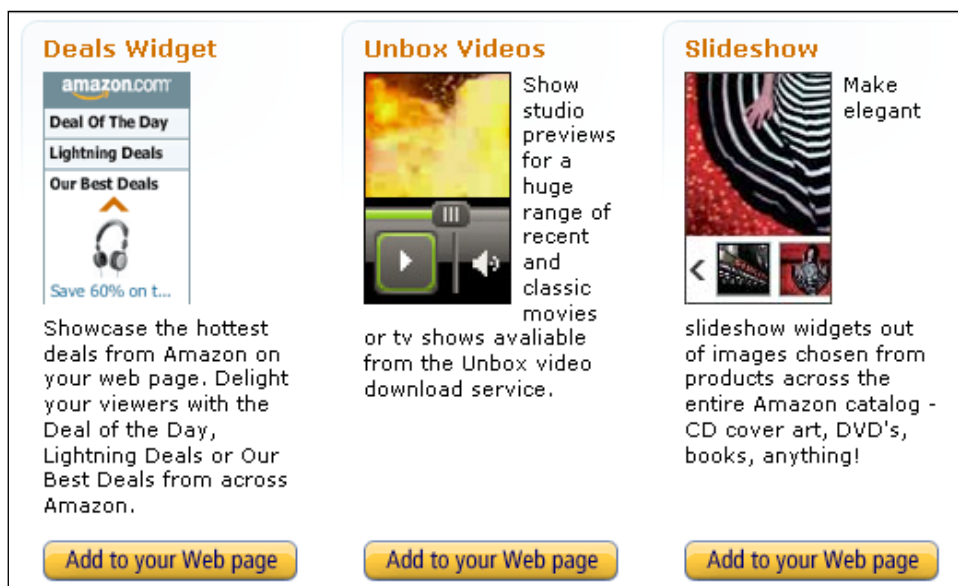 Deals Widget
amazon.com
Deal Of The Day
Lightning Deals
Our Best Deals
Save 60% on t...
Showcase the hottest
deals from Amazon on
your web page. Delight
your viewers with the
Deal of the Day,
Lightning Deals or Our
Best Deals from across
Amazon.
Add to your Web page
Unbox Videos
Show
studio
previews
for a
huge
range of
recent
and
classic
movies
or tv shows avaliable
from the Unbox video
download service.
Add to your Web page
Slideshow
Make
elegant
slideshow widgets out
of images chosen from
products across the
entire Amazon catalog -
CD cover art, DVD's,
books, anything!
Add to your Web page